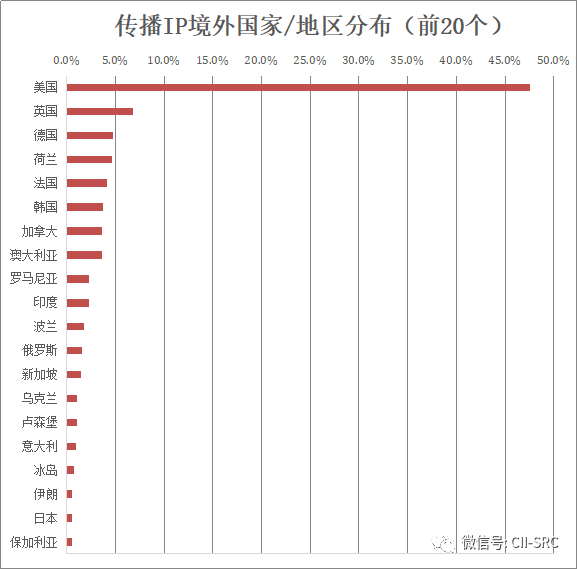 传播IP境外国家/地区分布（前20个）
0.0% 5.0% 10.0% 15.0% 20.0% 25.0% 30.0% 35.0% 40.0% 45.0% 50.0%
美国
英国
德国
荷兰
法国
韩国
加拿大
澳大利亚
罗马尼亚
印度
波兰
俄罗斯
新加坡
乌克兰
卢森堡
意大利
冰岛
伊朗
日本
保加利亚
微信号: CII-SRC